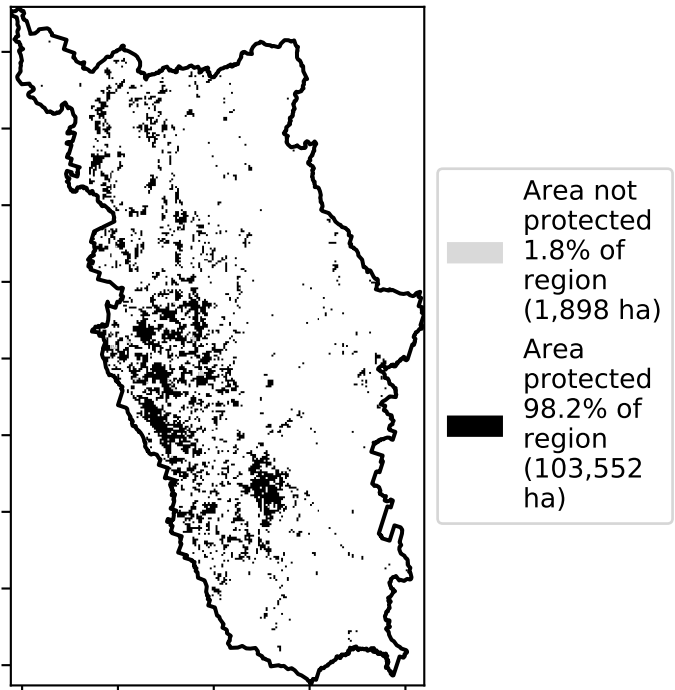 Area not
protected
1.8% of
region
(1,898 ha)
Area
protected
98.2% of
region
(103,552
ha)